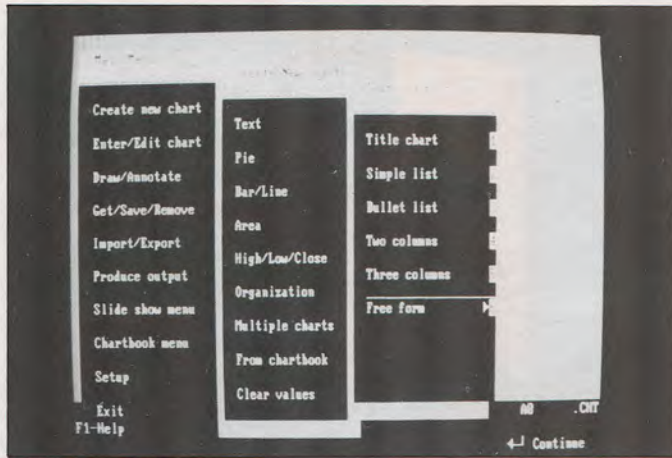 Create new chart
Enter/Edit chart
Draw/Annotate
Get/Save/Remove
Import/Export
Produce output
Slide show menu
Chartbook menu
Setup
Exit
F1-Help
Text
Pie
Bar/Line
Area
High/Low/Close
Organization
Multiple charts
From chartbook
Clear values
Title chart
Simple list
Bullet list
Two columns
Three columns
Free form
.CHT
Continue